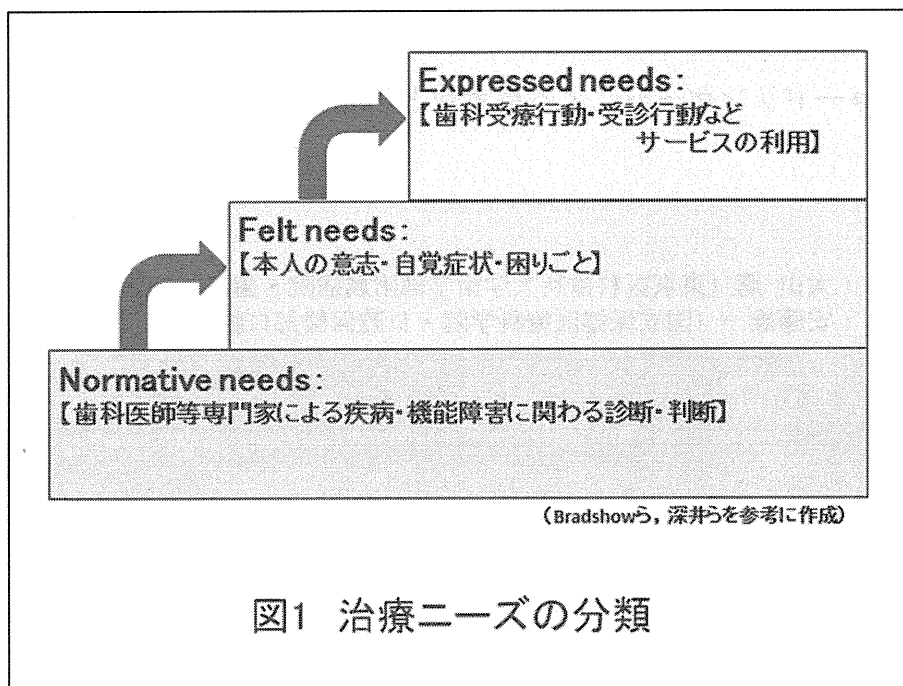 Expressed needs:
【歯科受療行動・受診行動など
サービスの利用】
Felt needs:
【本人の意志・自覚症状・困りごと】
Normative needs:
【歯科医師等専門家による疾病・機能障害に関わる診断・判断】
(Bradshowら, 深井らを参考に作成)
図1 治療ニーズの分類